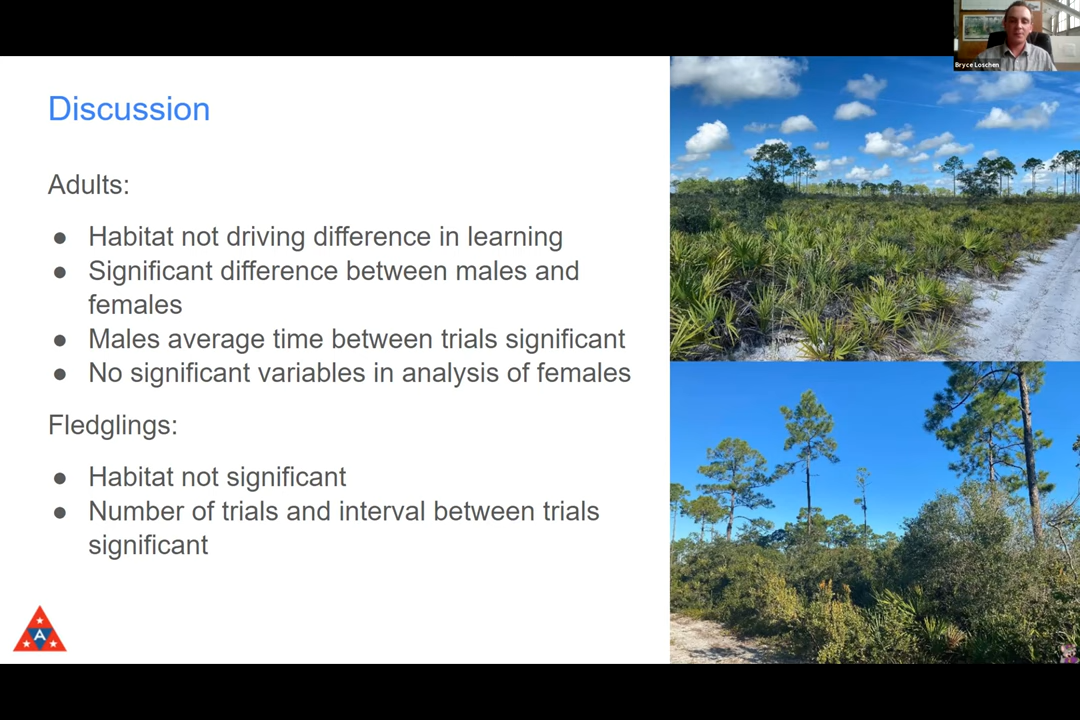 Bryce Loschen
Discussion
Adults:
● Habitat not driving difference in learning
● Significant difference between males and
females
● Males average time between trials significant
● No significant variables in analysis of females
Fledglings:
● Habitat not significant
● Number of trials and interval between trials
significant
A